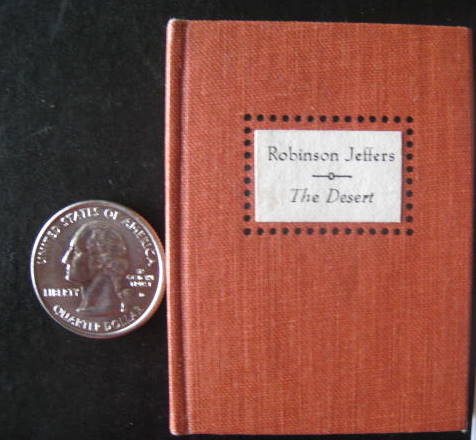 Robinson Jeffers
The Desert
UNITED STATES OF AMERICA
LIBERTY
IN
GOD WE
TRUST
QUARTER DOLLAR